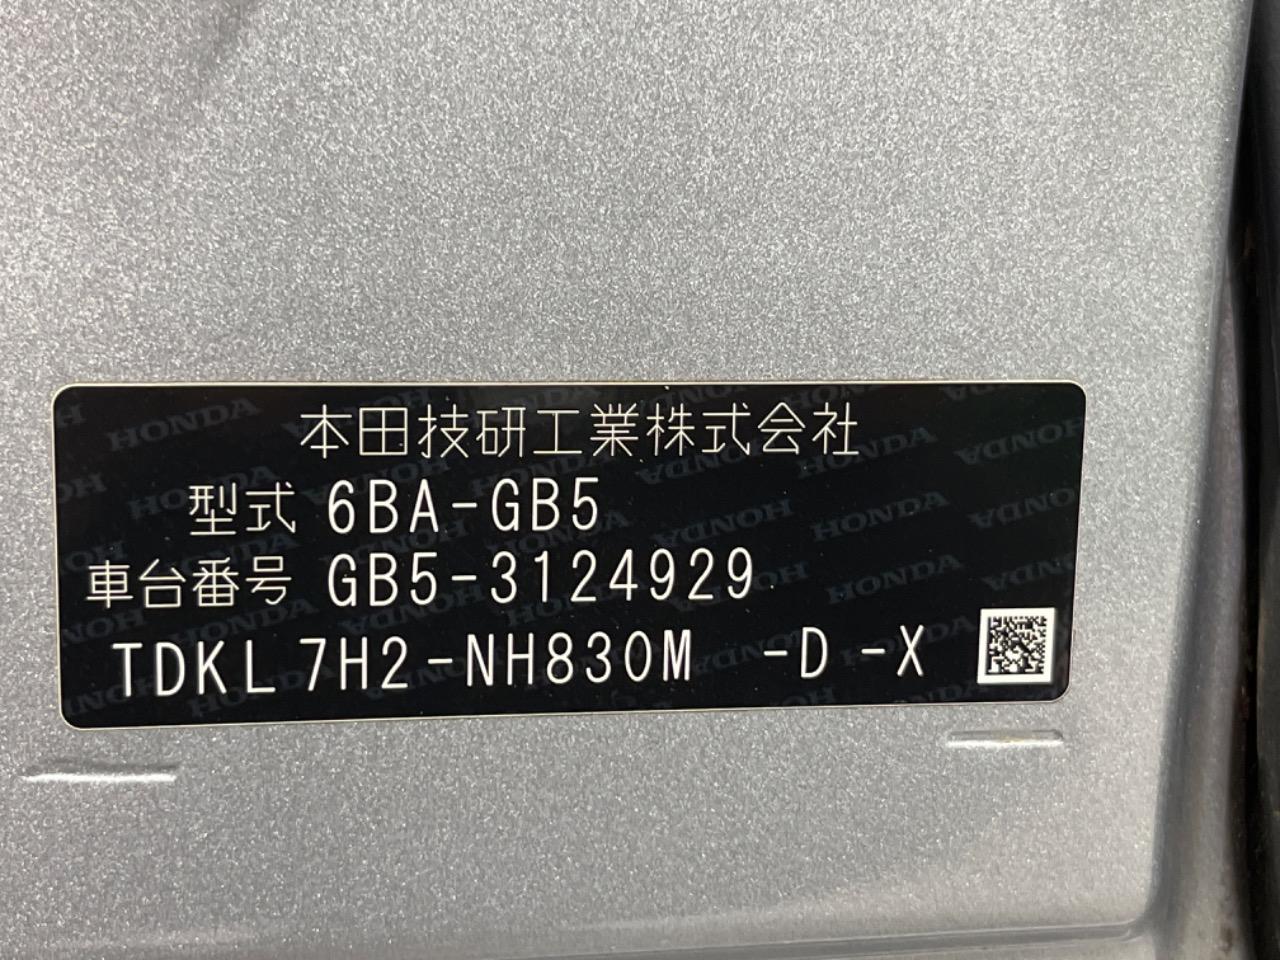 本田技研工業株式会社
型式 6BA-GB5
車台番号 GB5-3124929
TDKL7H2-NH830M -D -X